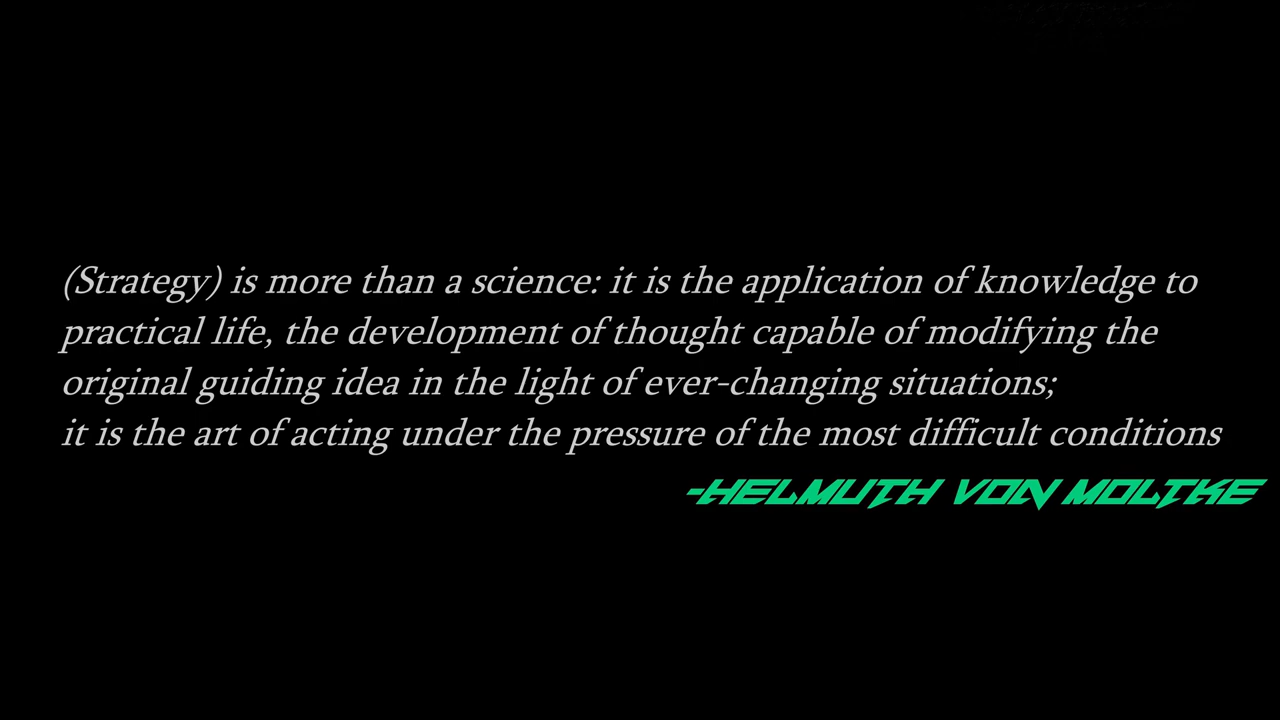 (Strategy) is more than a science: it is the application of knowledge to
practical life, the development of thought capable of modifying the
original guiding idea in the light of ever-changing situations;
it is the art of acting under the pressure of the most difficult conditions
-HELMUTH VON MOLTKE